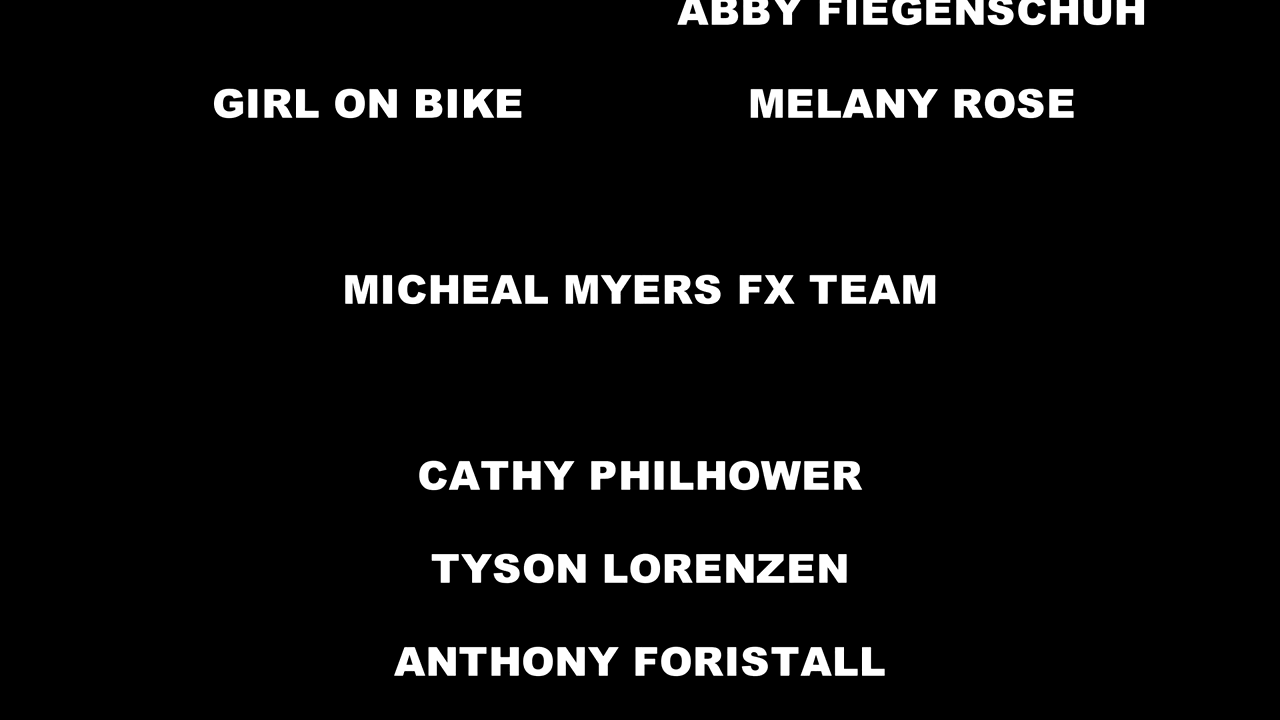 ABBY FIEGENSCHUH
GIRL ON BIKE MELANY ROSE
MICHEAL MYERS FX TEAM
CATHY PHILHOWER
TYSON LORENZEN
ANTHONY FORISTALL